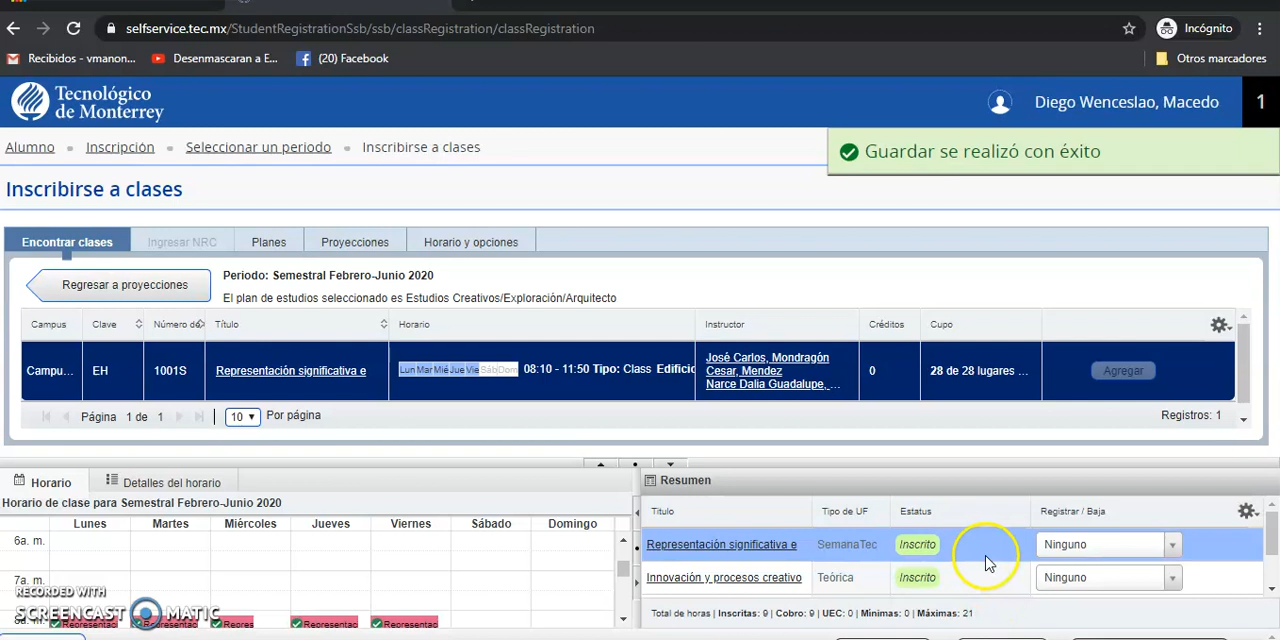 selfservice.tec.mx/StudentRegistrationSsb/ssb/classRegistration/classRegistration
Incógnito
Recibidos - vmanon...
Desenmascaran a E...
(20) Facebook
Otros marcadores
Tecnológico
de Monterrey
Diego Wenceslao, Macedo
1
Alumno
Inscripción
Seleccionar un periodo
Inscribirse a clases
Guardar se realizó con éxito
Inscribirse a clases
Encontrar clases
Ingresar NRC
Planes
Proyecciones
Horario y opciones
Regresar a proyecciones
Periodo: Semestral Febrero-Junio 2020
El plan de estudios seleccionado es Estudios Creativos/Exploración/Arquitecto
Campus Clave Número de Título Horario Instructor Créditos Cupo
Campu... EH 1001S Representación significativa e LunMarMiéJueVieSábDom 08:10 - 11:50 Tipo: Class Edificio
José Carlos, Mondragón
Cesar, Mendez
Narce Dalia Guadalupe, ...
0
28 de 28 lugares ...
Agregar
Página 1 de 1
10 Por página
Registros: 1
Horario
Detalles del horario
Horario de clase para Semestral Febrero-Junio 2020
Lunes Martes Miércoles Jueves Viernes Sábado Domingo
6a. m.
7a. m.
Representac
Representac
Repres
Representac
Representac
Resumen
Título Tipo de UF Estatus Registrar / Baja
Representación significativa e SemanaTec Inscrito Ninguno
Innovación y procesos creativo Teórica Inscrito Ninguno
Total de horas | Inscritas: 9 | Cobro: 9 | UEC: 0 | Mínimas: 0 | Máximas: 21
RECORDED WITH
SCREENCAST MATIC